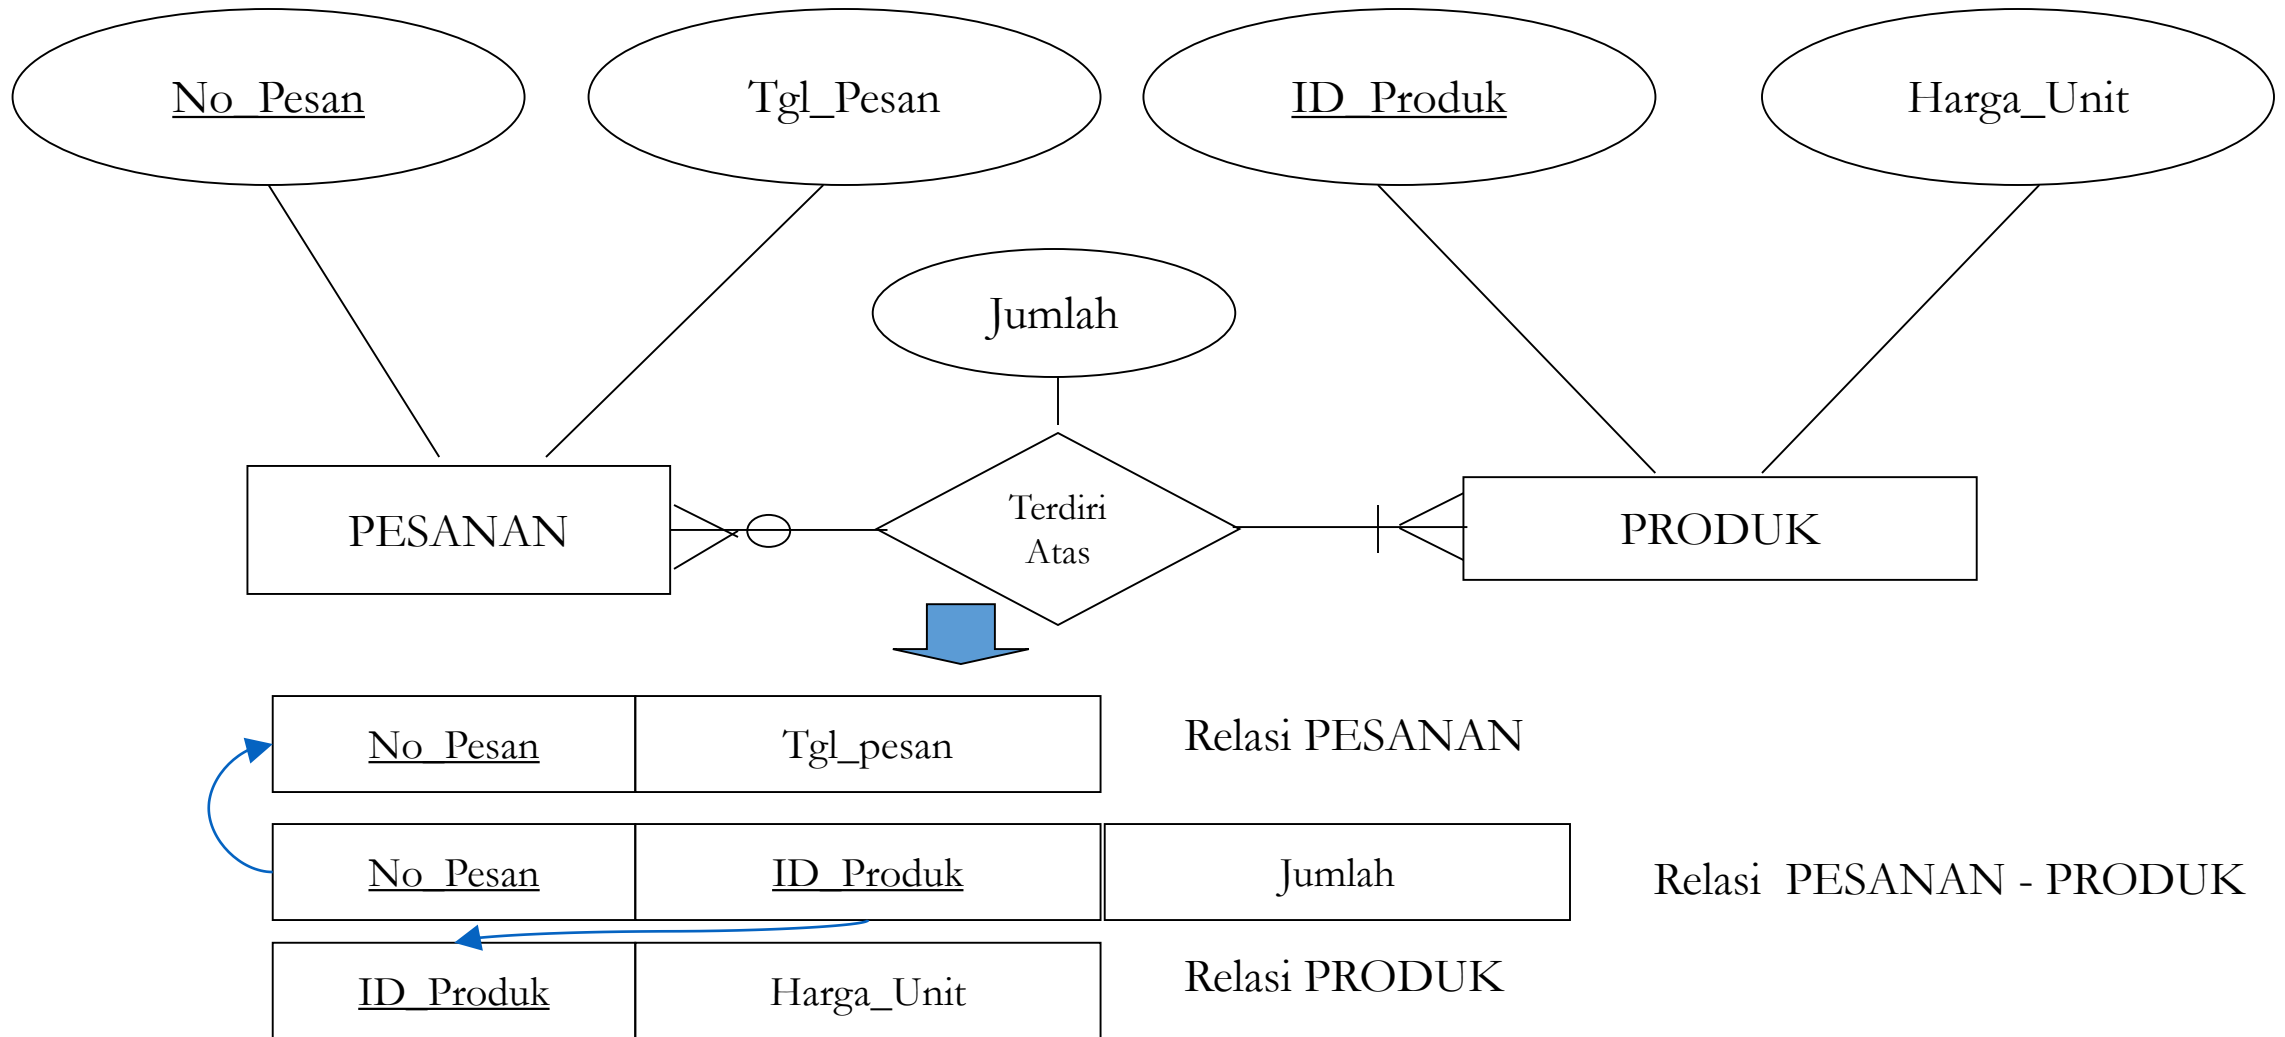 No_Pesan
Tgl_Pesan
ID_Produk
Harga_Unit
Jumlah
PESANAN
Terdiri
Atas
PRODUK
No_Pesan
Tgl_pesan
Relasi PESANAN
No_Pesan
ID_Produk
Jumlah
Relasi PESANAN - PRODUK
ID_Produk
Harga_Unit
Relasi PRODUK